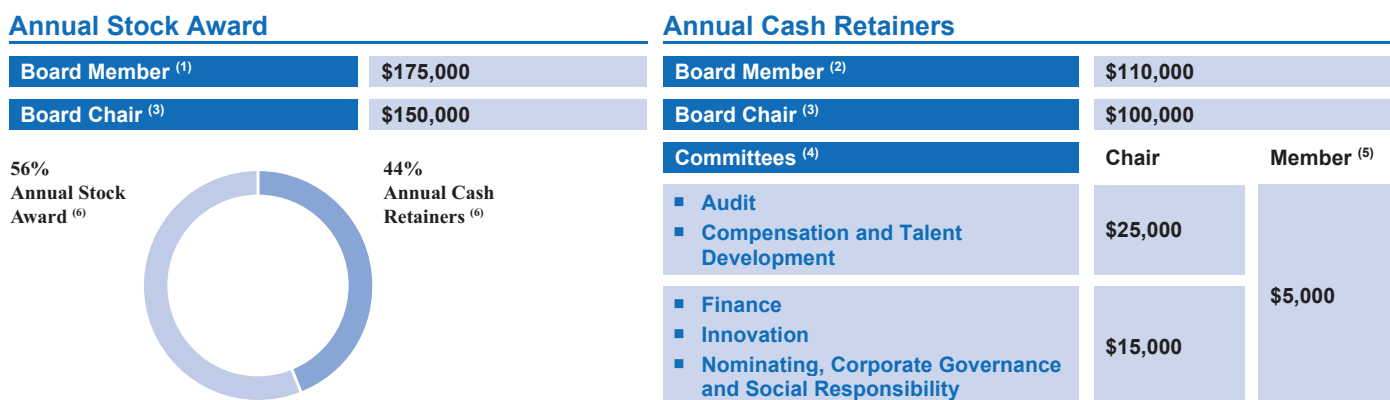 Annual Stock Award
Board Member (1) $175,000
Board Chair (3) $150,000
56%
Annual Stock
Award (6)
44%
Annual Cash
Retainers (6)
Annual Cash Retainers
Board Member (2) $110,000
Board Chair (3) $100,000
Committees (4) Chair Member (5)
■ Audit
■ Compensation and Talent
Development
$25,000
■ Finance
■ Innovation
■ Nominating, Corporate Governance
and Social Responsibility
$15,000
$5,000